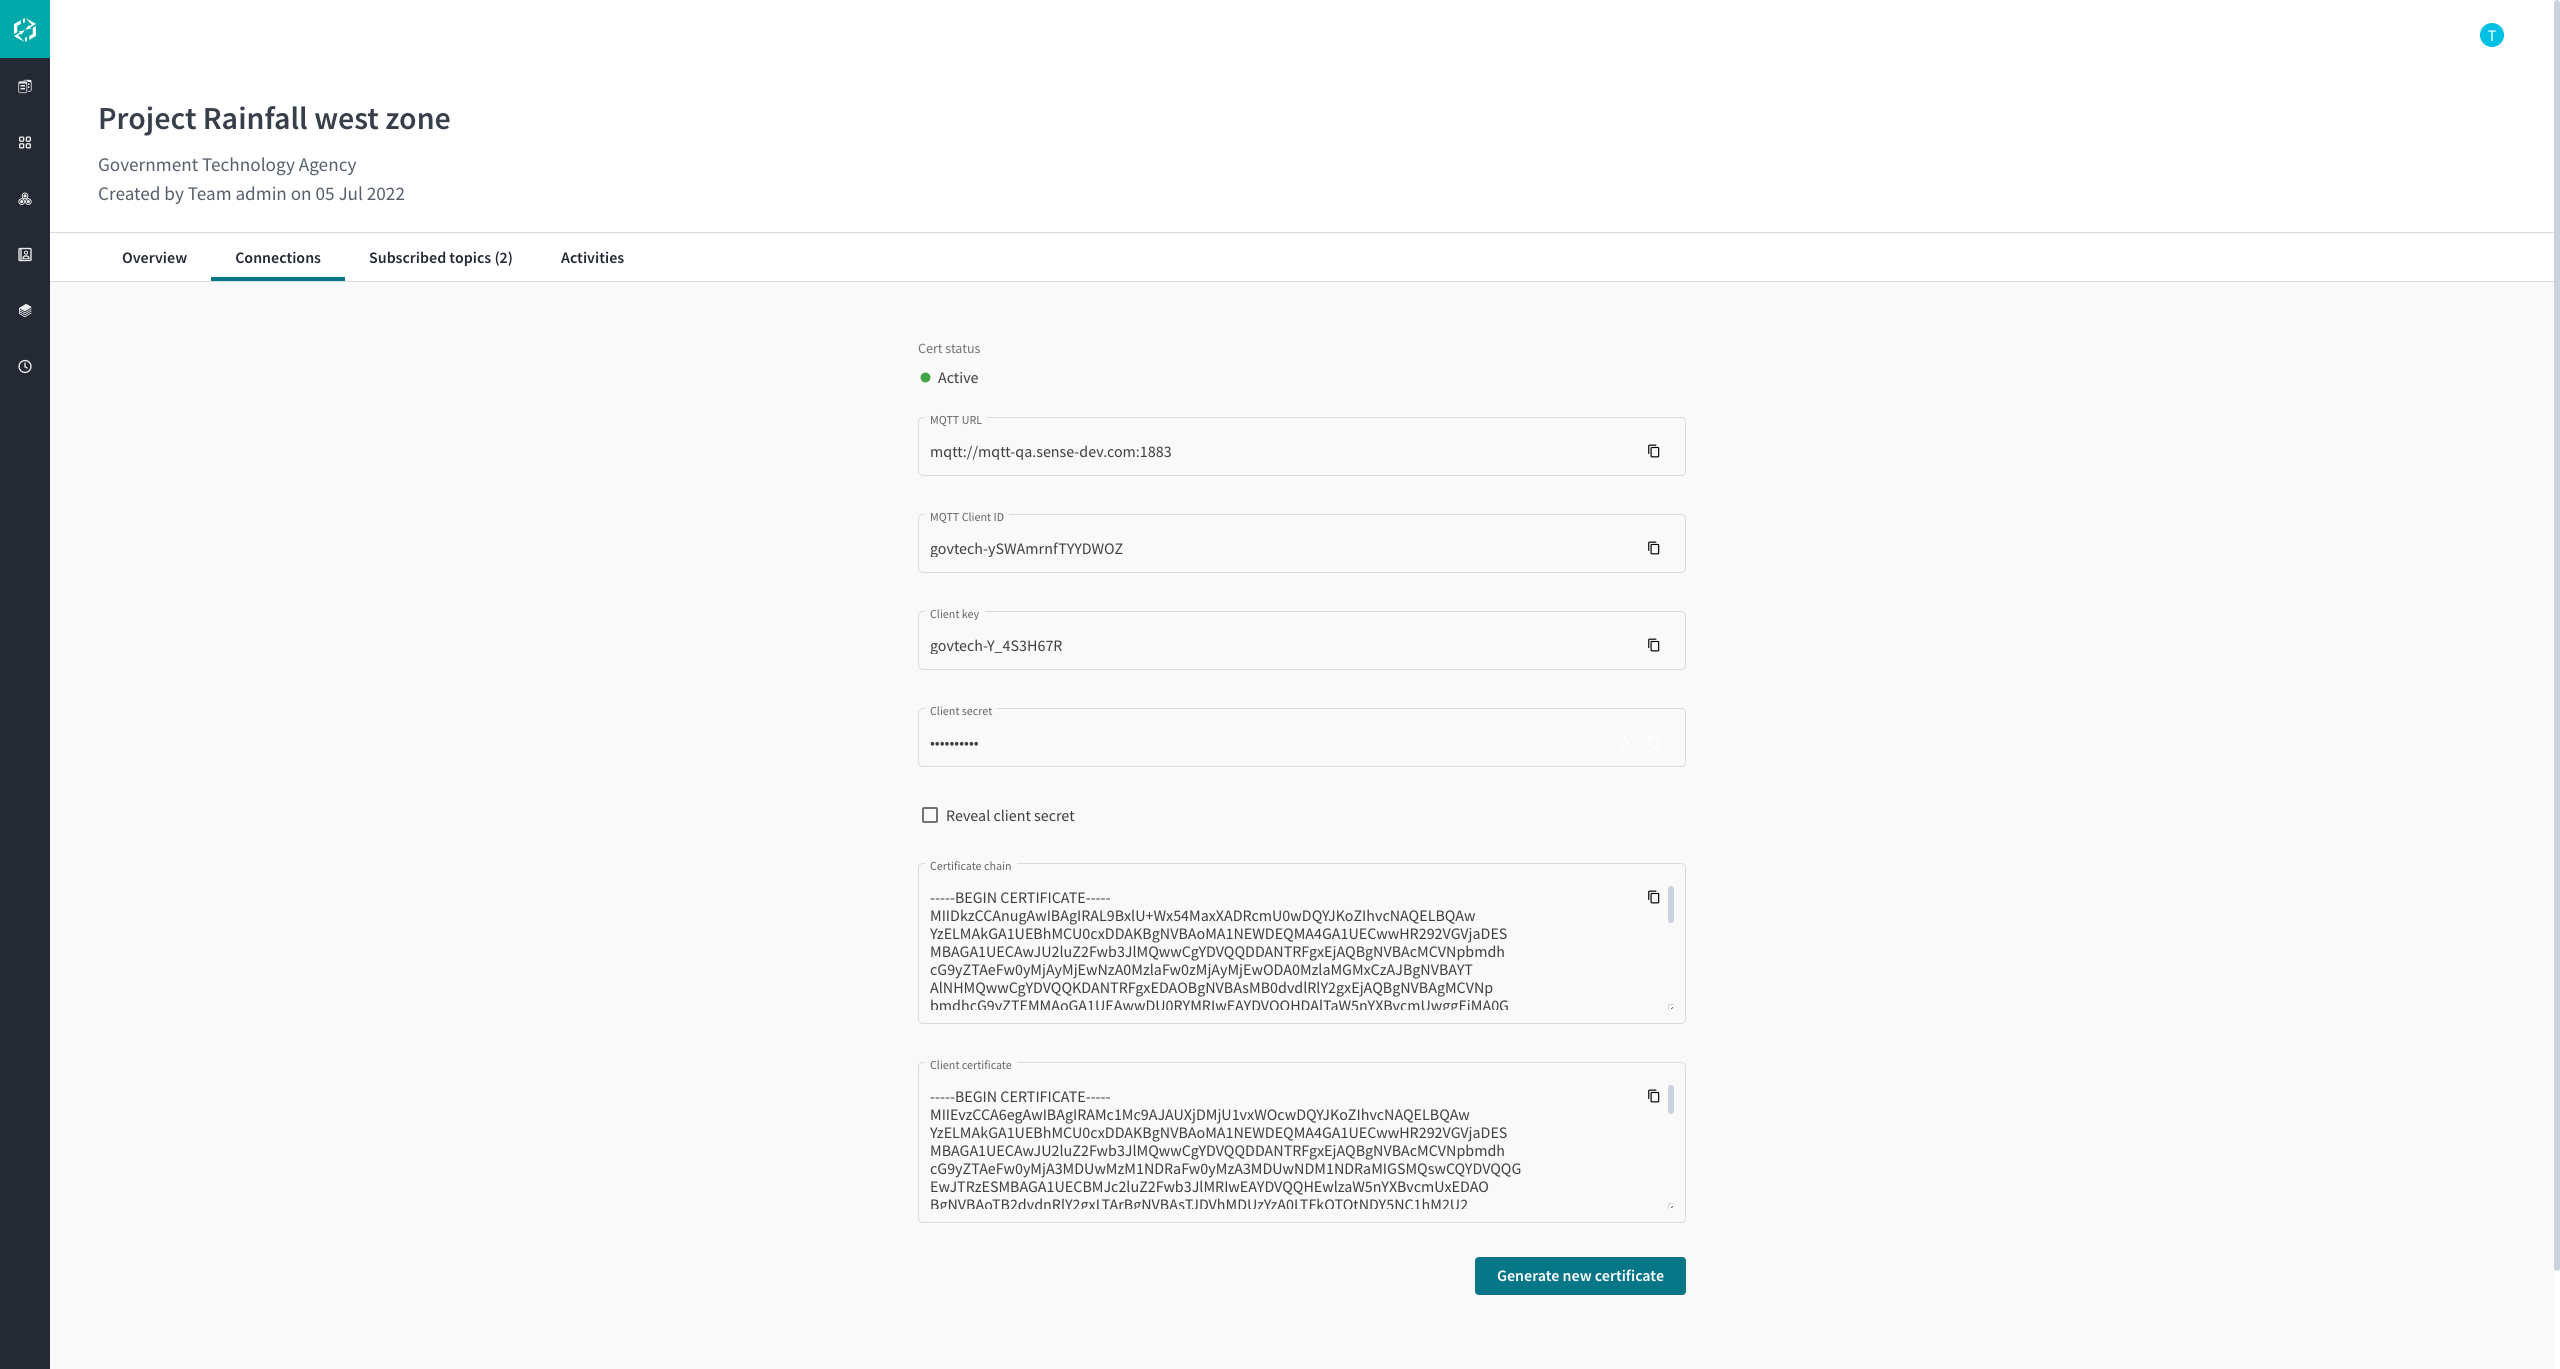 T
Project Rainfall west zone
Government Technology Agency
Created by Team admin on 05 Jul 2022
Overview Connections Subscribed topics (2) Activities
Cert status
Active
MQTT URL
mqtt://mqtt-qa.sense-dev.com:1883
MQTT Client ID
govtech-ySWAmrnfTYYDWOZ
Client key
govtech-Y_4S3H67R
Client secret
••••••••••
Reveal client secret
Certificate chain
-----BEGIN CERTIFICATE-----
MIIDkzCCAnugAwIBAgIRAL9BxlU+Wx54MaxXADRcmU0wDQYJKoZIhvcNAQELBQAw
YzELMAkGA1UEBhMCU0cxDDAKBgNVBAoMA1NEWDEQMA4GA1UECwwHR292VGVjaDES
MBAGA1UECAwJU2luZ2Fwb3JlMQwwCgYDVQQDDANTRFgxEjAQBgNVBAcMCVNpbmdh
cG9yZTAeFw0yMjAyMjEwNzA0MzlaFw0zMjAyMjEwODA0MzlaMGMxCzAJBgNVBAYT
AlNHMQwwCgYDVQQKDANTRFgxEDAOBgNVBAsMB0dvdlRlY2gxEjAQBgNVBAgMCVNp
bmdhcG9yZTEMMAoGA1UEAwwDU0RYMRIwEAYDVQQHDAlTaW5nYXBvcmUwggEiMA0G
Client certificate
-----BEGIN CERTIFICATE-----
MIIEvzCCA6egAwIBAgIRAMc1Mc9AJAUXjDMjU1vxWOcwDQYJKoZIhvcNAQELBQAw
YzELMAkGA1UEBhMCU0cxDDAKBgNVBAoMA1NEWDEQMA4GA1UECwwHR292VGVjaDES
MBAGA1UECAwJU2luZ2Fwb3JlMQwwCgYDVQQDDANTRFgxEjAQBgNVBAcMCVNpbmdh
cG9yZTAeFw0yMjA3MDUwMzM1NDRaFw0yMzA3MDUwNDM1NDRaMIGSMQswCQYDVQQG
EwJTRzESMBAGA1UECBMJc2luZ2Fwb3JlMRIwEAYDVQQHEwlzaW5nYXBvcmUxEDAO
BgNVBAoTB2dvdnRlY2gxLTArBgNVBAsTJDVhMDUzYzA0LTFkOTQtNDY5NC1hM2U2
Generate new certificate